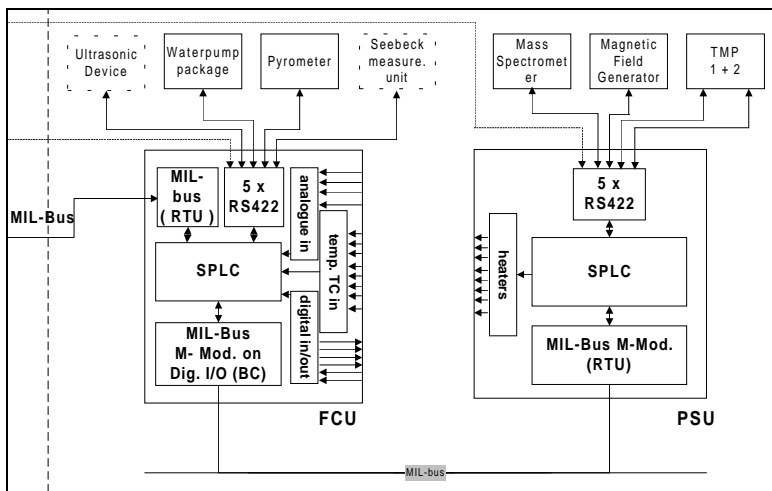 Ultrasonic
Device
Waterpump
package
Pyrometer
Seebeck
measure.
unit
Mass
Spectromet
er
Magnetic
Field
Generator
TMP
1 + 2
MIL-Bus
MIL-
bus
( RTU )
5 x
RS422
analogue in
temp. TC in
digital in/out
SPLC
MIL-Bus
M- Mod. on
Dig. I/O (BC)
FCU
5 x
RS422
heaters
SPLC
MIL-Bus M-Mod.
(RTU)
PSU
MIL-bus